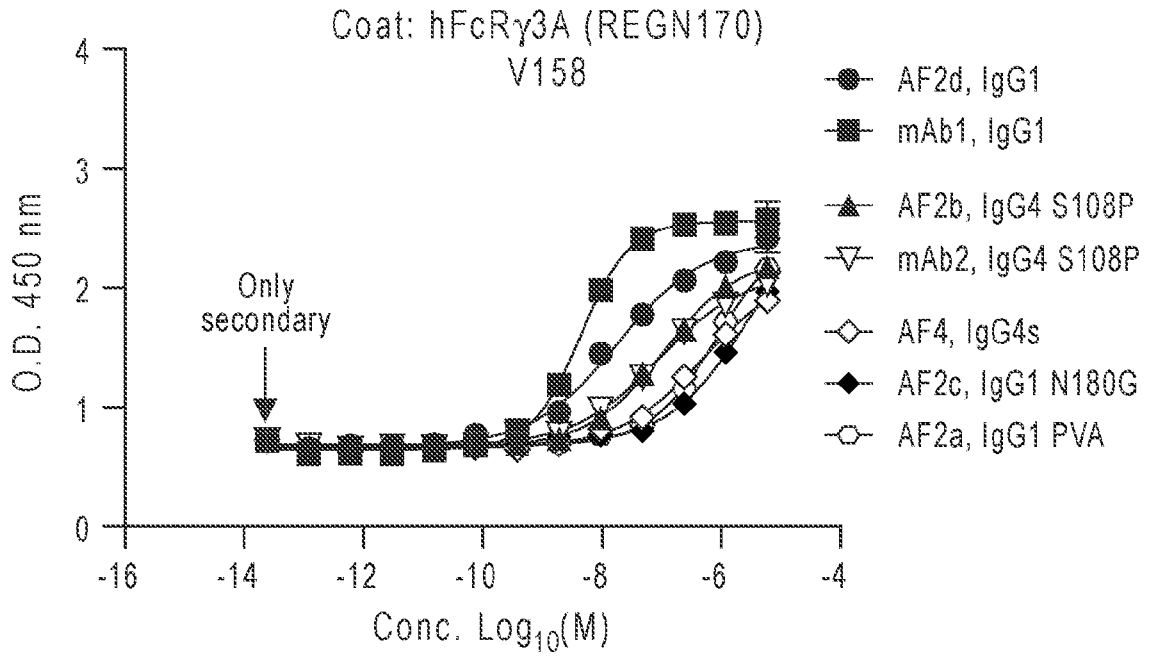 Coat: hFcRγ3A (REGN170)
V158
4
3
2
1
0
O.D. 450 nm
Only
secondary
-16
-14
-12
-10
-8
-6
-4
Conc. Log10(M)
AF2d, IgG1
mAb1, IgG1
AF2b, IgG4 S108P
mAb2, IgG4 S108P
AF4, IgG4s
AF2c, IgG1 N180G
AF2a, IgG1 PVA